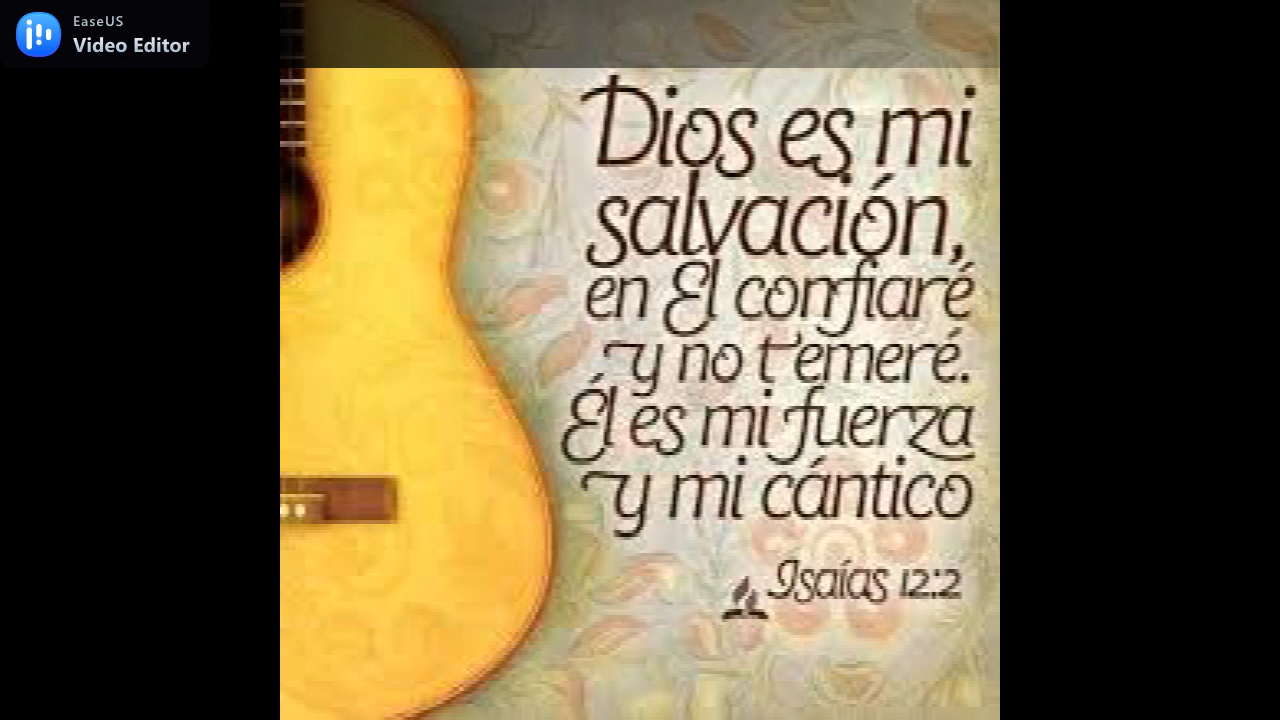 EaseUS
Video Editor
Dios es mi
salvación,
en El confiaré
y no temeré.
Él es mi fuerza
y mi cántico
Isaías 12:2